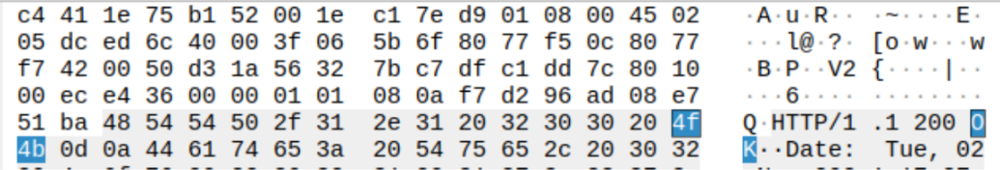 c4 41 1e 75 b1 52 00 1e c1 7e d9 01 08 00 45 02 ·A·uR·· ·~····E·
05 dc ed 6c 40 00 3f 06 5b 6f 80 77 f5 0c 80 77 ···l@·?· [o·w···w
f7 42 00 50 d3 1a 56 32 7b c7 df c1 dd 7c 80 10 ·B·P··V2 {····|··
00 ec e4 36 00 00 01 01 08 0a f7 d2 96 ad 08 e7 ···6···· ········
51 ba 48 54 54 50 2f 31 2e 31 20 32 30 30 20 4f Q·HTTP/1 .1 200 O
4b 0d 0a 44 61 74 65 3a 20 54 75 65 2c 20 30 32 K··Date: Tue, 02